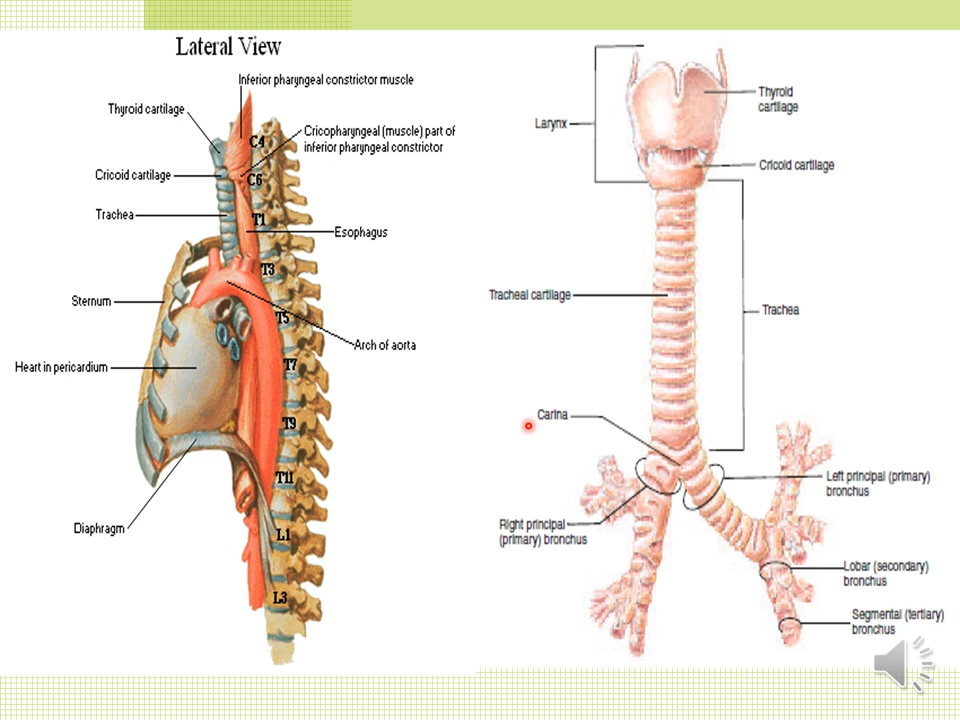 Lateral View
Inferior pharyngeal constrictor muscle
Thyroid cartilage
Cricopharyngeal (muscle) part of
inferior pharyngeal constrictor
C4
Cricoid cartilage
C6
Trachea
T1
Esophagus
T3
Sternum
T5
Arch of aorta
Heart in pericardium
T7
T9
T11
Diaphragm
L1
L3
Thyroid
cartilage
Larynx
Cricoid cartilage
Tracheal cartilage
Trachea
Carina
Left principal (primary)
bronchus
Right principal
(primary) bronchus
Lobar (secondary)
bronchus
Segmental (tertiary)
bronchus